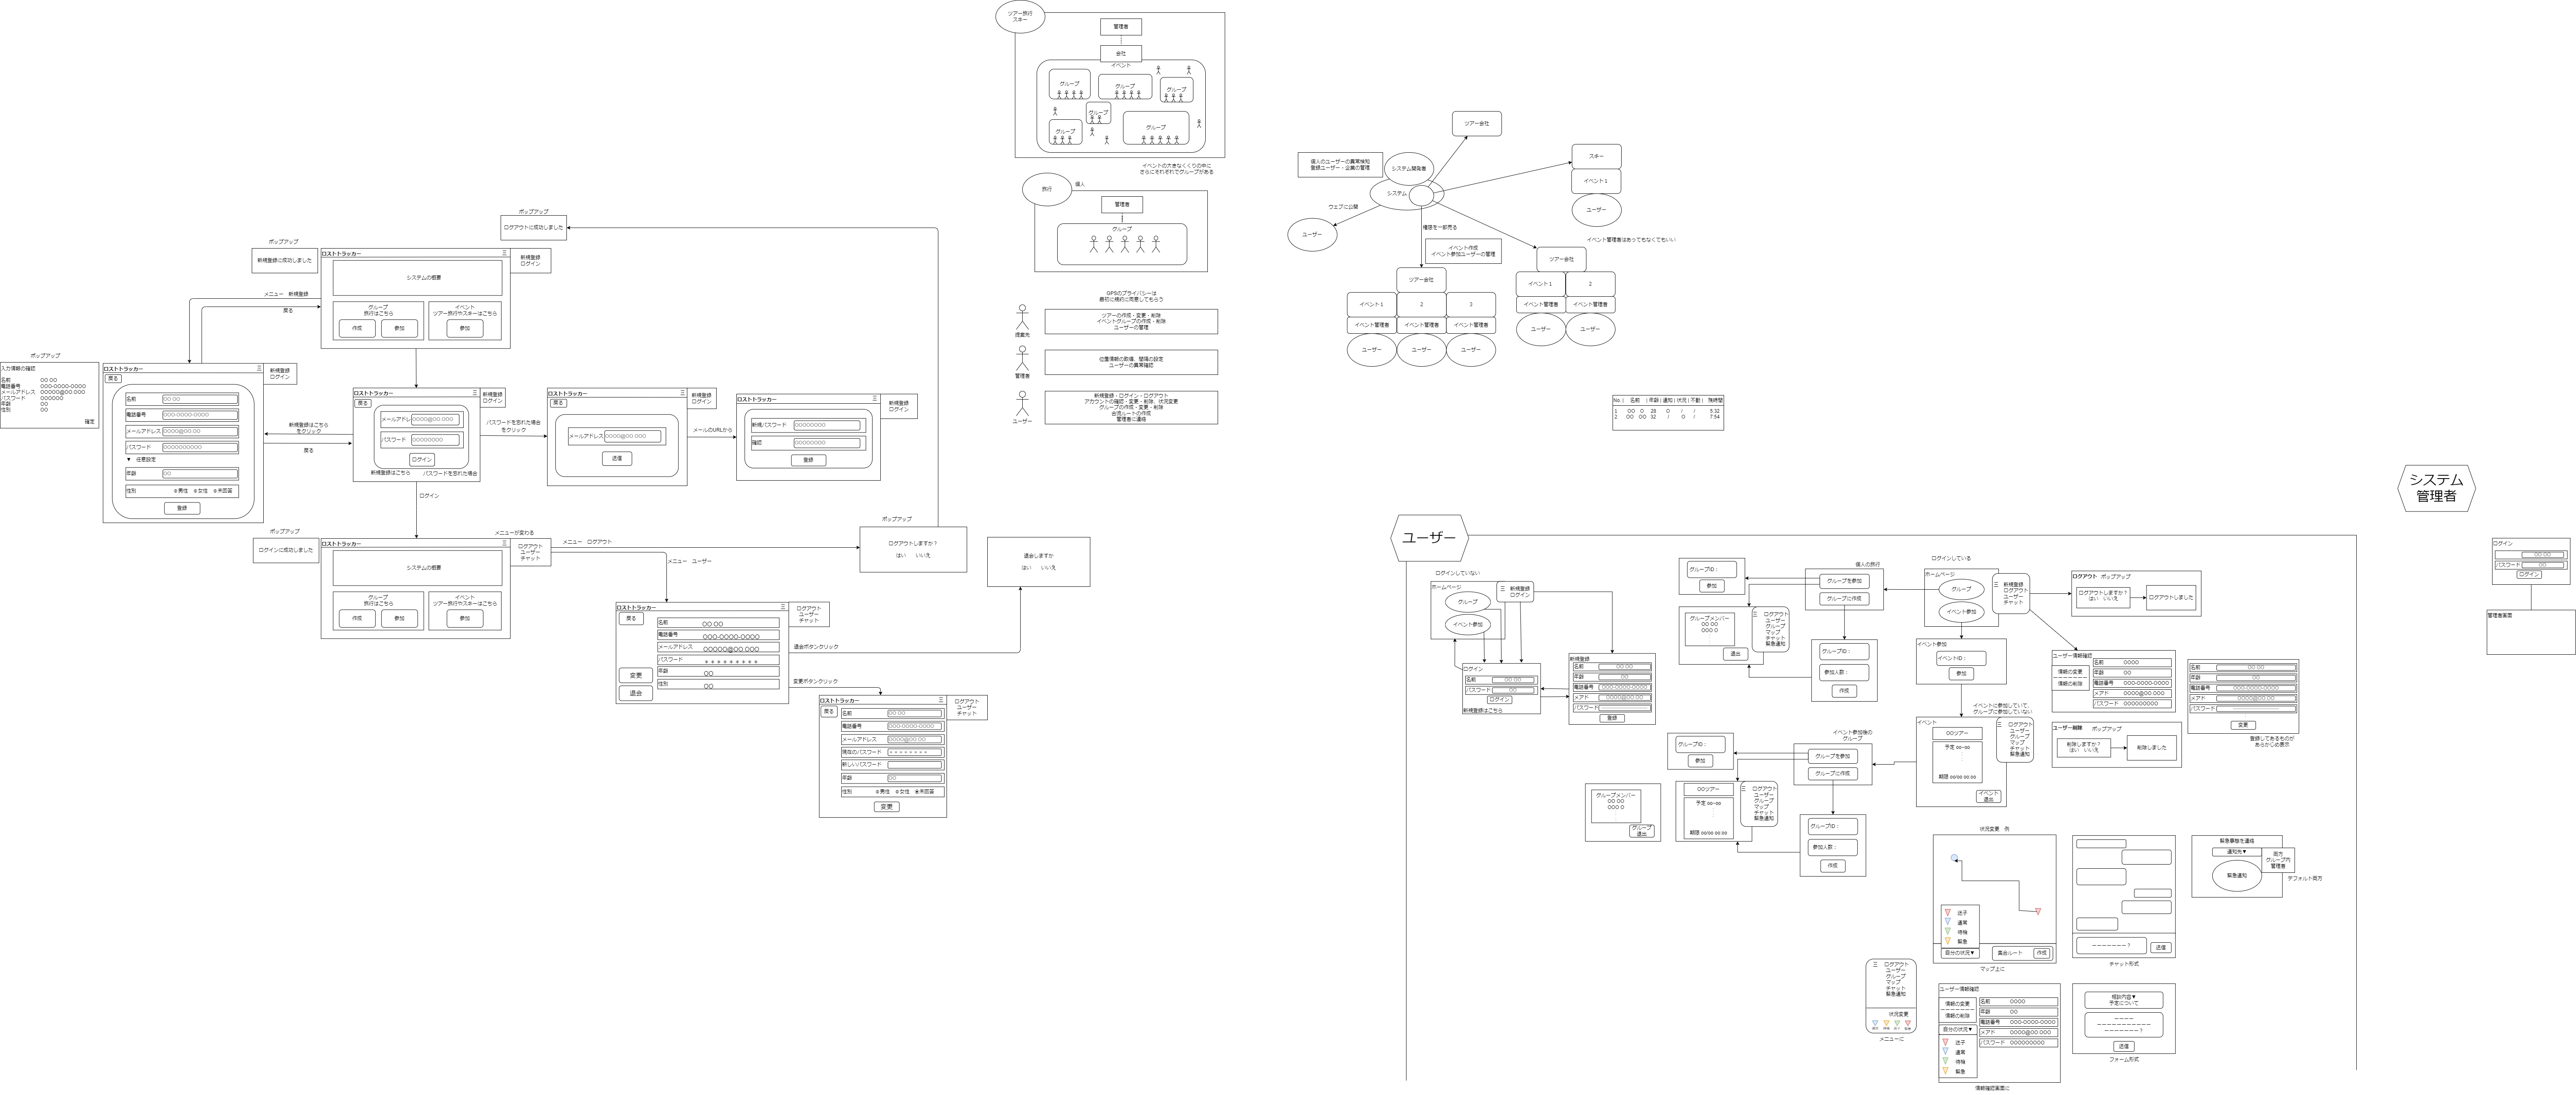 ツアー旅行
スキー
管理者
会社
イベント
グループ
グループ
グループ
グループ
グループ
グループ
イベントの大きなくくりの中に
さらにそれぞれでグループがある
旅行
個人
管理者
グループ
GPSのプライバシーは
最初に規約に同意してもらう
提案先
ツアーの作成・変更・削除
イベントグループの作成・削除
ユーザーの管理
管理者
位置情報の取得、間隔の設定
ユーザーの異常確認
ユーザー
新規登録・ログイン・ログアウト
アカウントの確認・変更・削除、状況変更
グループの作成・変更・削除
合流ルートの作成
管理者に連絡
ポップアップ
ログアウトに成功しました
ポップアップ
新規登録に成功しました
ロストトラッカー 三
新規登録
ログイン
システムの概要
グループ
旅行はこちら
作成 参加
イベント
ツアー旅行やスキーはこちら
参加
メニュー 新規登録
戻る
ポップアップ
入力情報の確認
名前 〇〇 〇〇
電話番号 〇〇〇-〇〇〇〇-〇〇〇〇
メールアドレス 〇〇〇〇〇@〇〇.〇〇〇
パスワード 〇〇〇〇〇〇
年齢 〇〇
性別 〇〇
確定
ロストトラッカー 三
新規登録
ログイン
戻る
名前 〇〇 〇〇
電話番号 〇〇〇-〇〇〇〇-〇〇〇〇
メールアドレス 〇〇〇〇@〇〇.〇〇
パスワード 〇〇〇〇〇〇〇〇〇〇
▼ 任意設定
年齢 〇〇
性別 ◎男性 ◎女性 ◎未回答
登録
新規登録はこちら
をクリック
戻る
ロストトラッカー 三
新規登録
ログイン
戻る
メールアドレス 〇〇〇〇@〇〇.〇〇〇
パスワード 〇〇〇〇〇〇〇〇
ログイン
新規登録はこちら パスワードを忘れた場合
パスワードを忘れた場合
をクリック
ロストトラッカー 三
新規登録
ログイン
戻る
メールアドレス 〇〇〇〇@〇〇.〇〇〇
送信
メールのURLから
ロストトラッカー 三
新規登録
ログイン
新規パスワード 〇〇〇〇〇〇〇〇
確認 〇〇〇〇〇〇〇〇
登録
ログイン
ポップアップ
ログインに成功しました
メニューが変わる
ロストトラッカー 三
ログアウト
ユーザー
チャット
システムの概要
グループ
旅行はこちら
作成 参加
イベント
ツアー旅行やスキーはこちら
参加
メニュー ログアウト
メニュー ユーザー
ポップアップ
ログアウトしますか？
はい いいえ
退会しますか
はい いいえ
ロストトラッカー 三
ログアウト
ユーザー
チャット
戻る
名前 〇〇 〇〇
電話番号 〇〇〇-〇〇〇〇-〇〇〇〇
メールアドレス 〇〇〇〇〇@〇〇.〇〇〇
パスワード ＊＊＊＊＊＊＊＊＊
年齢 〇〇
性別 〇〇
変更
退会
退会ボタンクリック
変更ボタンクリック
ロストトラッカー 三
ログアウト
ユーザー
チャット
戻る
名前 〇〇 〇〇
電話番号 〇〇〇-〇〇〇〇-〇〇〇〇
メールアドレス 〇〇〇〇@〇〇.〇〇
現在のパスワード ＊＊＊＊＊＊＊＊
新しいパスワード
年齢 〇〇
性別 ◎男性 ◎女性 ◎未回答
変更
ツアー会社
個人のユーザーの異常検知
登録ユーザー・企業の管理
システム開発者
システム
スキー
イベント１
ユーザー
ウェブに公開
ユーザー
権限を一部売る
イベント作成
イベント参加ユーザーの管理
イベント管理者はあってもなくてもいい
ツアー会社
イベント１ 2 3
イベント管理者 イベント管理者 イベント管理者
ユーザー ユーザー ユーザー
ツアー会社
イベント１ 2
イベント管理者 イベント管理者
ユーザー ユーザー
No. | 名前 | 年齢 | 通知 | 状況 | 不動 | 残時間
1 〇〇 〇 28 〇 / / 5:32
2 〇〇 〇〇 32 / 〇 / 7:54
システム
管理者
ログイン
〇〇 〇〇
パスワード 〇〇
ログイン
管理者画面
ユーザー
ログインしていない
ホームページ
三 新規登録
ログイン
グループ
イベント参加
ログイン
名前 〇〇 〇〇
パスワード 〇〇
ログイン
新規登録はこちら
新規登録
名前 〇〇 〇〇
年齢 〇〇
電話番号 〇〇〇-〇〇〇〇-〇〇〇〇
メアド 〇〇〇〇@〇〇.〇〇
パスワード
登録
ログインしている
ホームページ
グループ
イベント参加
三 新規登録
ログアウト
ユーザー
チャット
個人の旅行
グループを参加
グループに作成
グループID：
参加
グループメンバー
〇〇 〇〇
〇〇〇 〇
退出
三 ログアウト
ユーザー
グループ
マップ
チャット
緊急通知
グループID：
参加人数：
作成
ログアウト ポップアップ
ログアウトしますか？
はい いいえ
ログアウトしました
イベント参加
イベントID：
参加
ユーザー情報確認
情報の変更
ーーーーーー
情報の削除
名前 〇〇〇〇
年齢 〇〇
電話番号 〇〇〇-〇〇〇〇-〇〇〇〇
メアド 〇〇〇〇@〇〇.〇〇〇
パスワード 〇〇〇〇〇〇〇〇〇
名前 〇〇 〇〇
年齢 〇〇
電話番号 〇〇〇-〇〇〇〇-〇〇〇〇
メアド 〇〇〇〇@〇〇.〇〇
パスワード
変更
登録してあるものが
あらかじめ表示
ユーザー削除 ポップアップ
削除しますか？
はい いいえ
削除しました
イベントに参加していて、
グループに参加していない
イベント
〇〇ツアー
予定 00~00
期限 00/00 00:00
イベント
退出
三 ログアウト
ユーザー
グループ
マップ
チャット
緊急通知
イベント参加後の
グループ
グループを参加
グループに作成
グループID：
参加
グループメンバー
〇〇 〇〇
〇〇〇 〇
グループ
退出
〇〇ツアー
予定 00~00
期限 00/00 00:00
三 ログアウト
ユーザー
グループ
マップ
チャット
緊急通知
グループID：
参加人数：
作成
状況変更 例
迷子
通常
待機
緊急
自分の状況▼
集合ルート 作成
マップ上に
ーーーーーーー？
送信
チャット形式
緊急事態を連絡
通知先▼
両方
グループ内
管理者
緊急通知
デフォルト両方
三 ログアウト
ユーザー
グループ
マップ
チャット
緊急通知
状況変更
メニューに
ユーザー情報確認
情報の変更
ーーーーーー
情報の削除
自分の状況▼
迷子
通常
待機
緊急
名前 〇〇〇〇
年齢 〇〇
電話番号 〇〇〇-〇〇〇〇-〇〇〇〇
メアド 〇〇〇〇@〇〇.〇〇〇
パスワード 〇〇〇〇〇〇〇〇〇
情報確認画面に
相談内容▼
予定について
ーーーー
ーーーーーーーーーーー
ーーーーーーー？
送信
フォーム形式